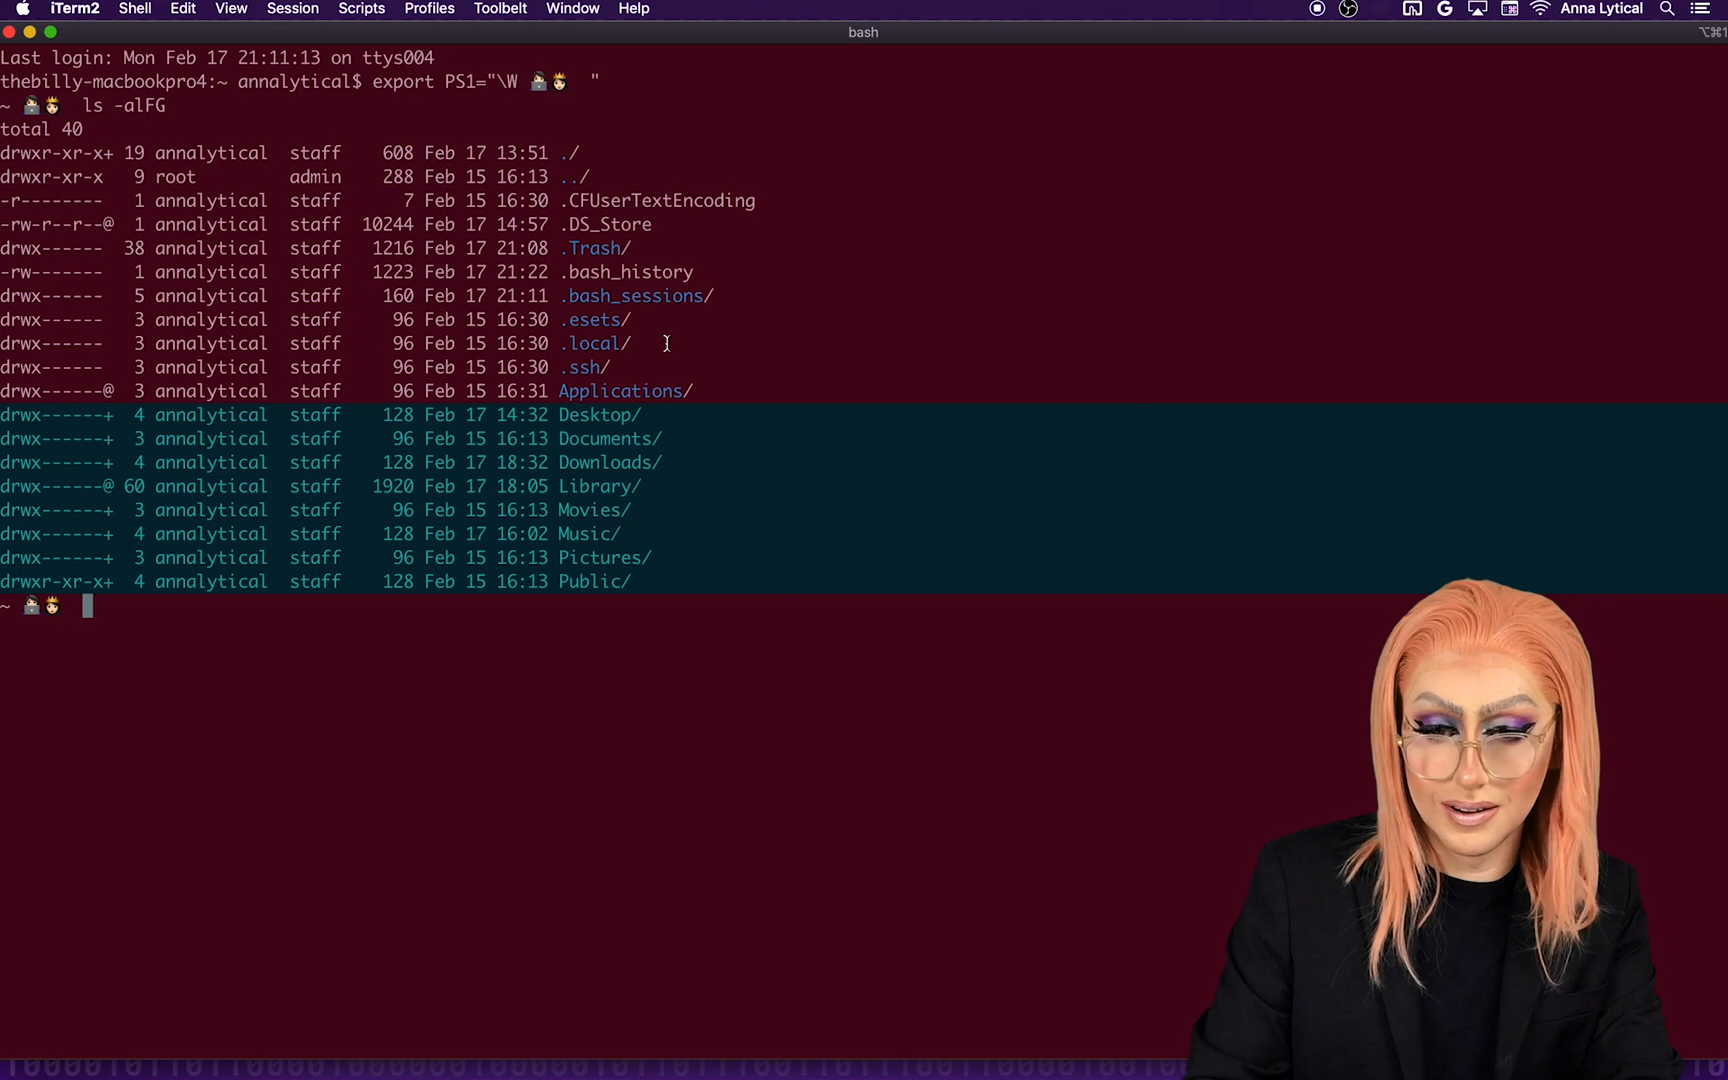 iTerm2 Shell Edit View Session Scripts Profiles Toolbelt Window Help Anna Lytical
bash ⌥⌘1
Last login: Mon Feb 17 21:11:13 on ttys004
thebilly-macbookpro4:~ annalytical$ export PS1="\W 👩🏻‍💻👸🏻  "
~ 👩🏻‍💻👸🏻  ls -alFG
total 40
drwxr-xr-x+ 19 annalytical  staff    608 Feb 17 13:51 ./
drwxr-xr-x   9 root         admin    288 Feb 15 16:13 ../
-r--------   1 annalytical  staff      7 Feb 15 16:30 .CFUserTextEncoding
-rw-r--r--@  1 annalytical  staff  10244 Feb 17 14:57 .DS_Store
drwx------  38 annalytical  staff   1216 Feb 17 21:08 .Trash/
-rw-------   1 annalytical  staff   1223 Feb 17 21:22 .bash_history
drwx------   5 annalytical  staff    160 Feb 17 21:11 .bash_sessions/
drwx------   3 annalytical  staff     96 Feb 15 16:30 .esets/
drwx------   3 annalytical  staff     96 Feb 15 16:30 .local/
drwx------   3 annalytical  staff     96 Feb 15 16:30 .ssh/
drwx------@  3 annalytical  staff     96 Feb 15 16:31 Applications/
drwx------+  4 annalytical  staff    128 Feb 17 14:32 Desktop/
drwx------+  3 annalytical  staff     96 Feb 15 16:13 Documents/
drwx------+  4 annalytical  staff    128 Feb 17 18:32 Downloads/
drwx------@ 60 annalytical  staff   1920 Feb 17 18:05 Library/
drwx------+  3 annalytical  staff     96 Feb 15 16:13 Movies/
drwx------+  4 annalytical  staff    128 Feb 17 16:02 Music/
drwx------+  3 annalytical  staff     96 Feb 15 16:13 Pictures/
drwxr-xr-x+  4 annalytical  staff    128 Feb 15 16:13 Public/
~ 👩🏻‍💻👸🏻